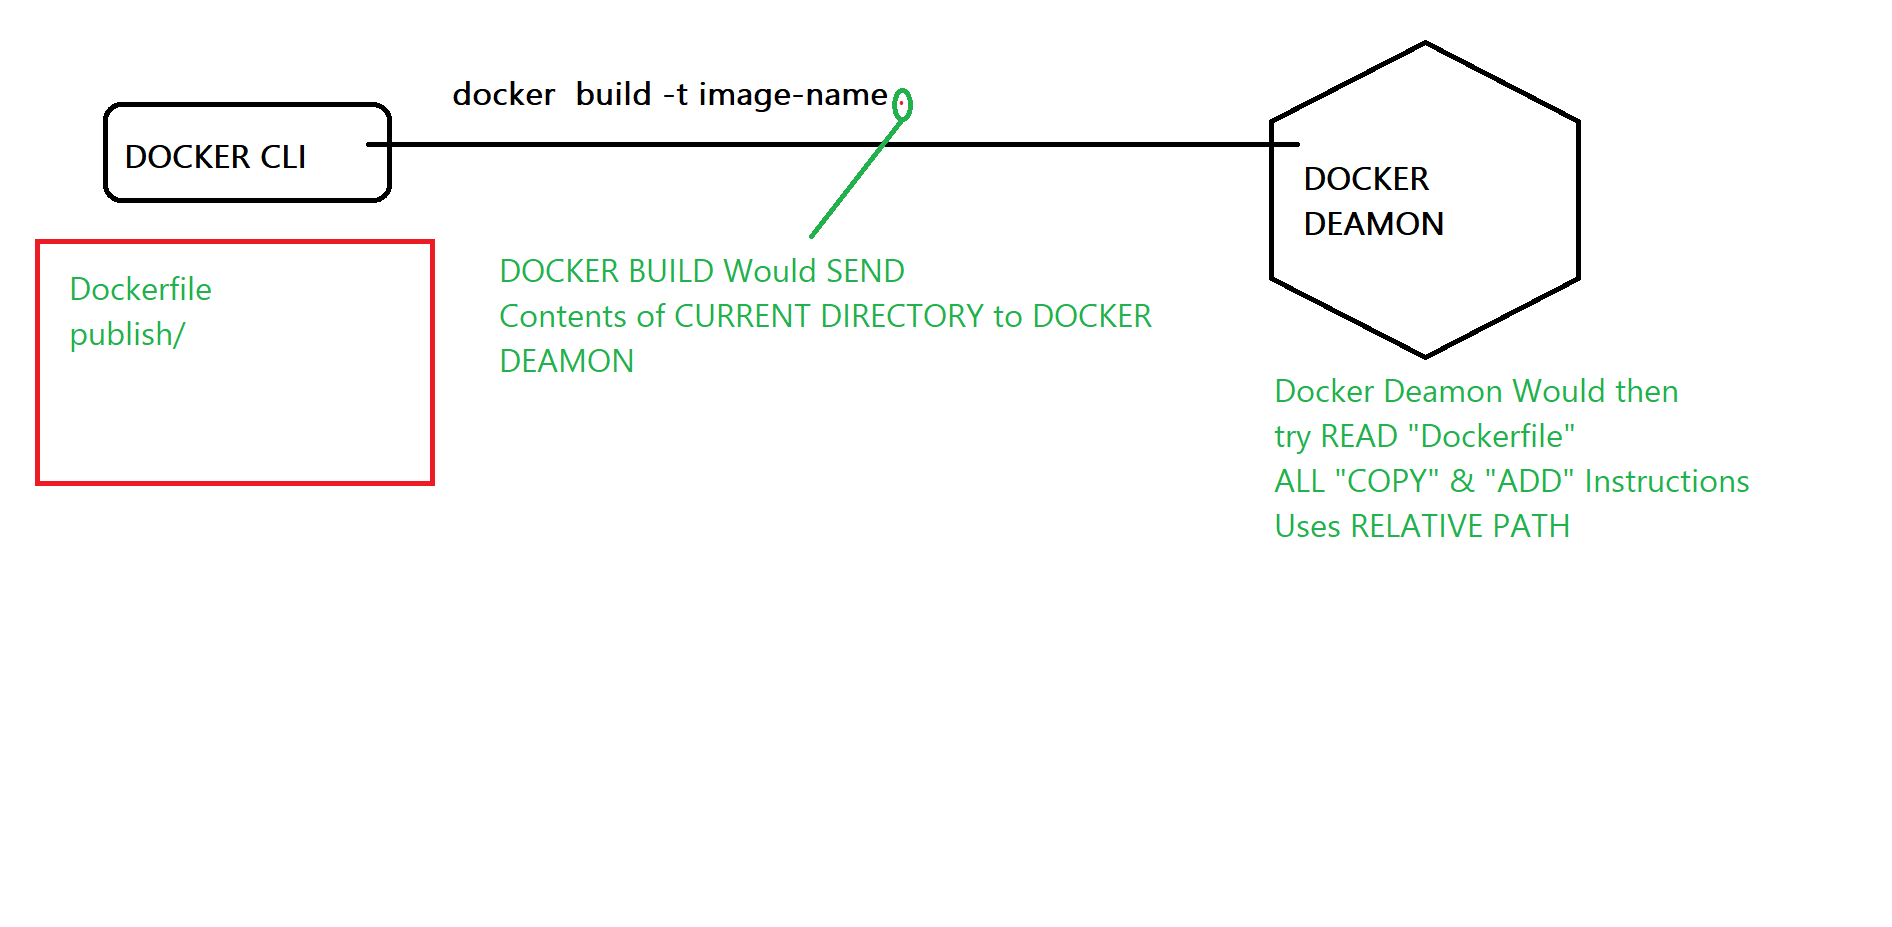 docker  build -t image-name .
DOCKER CLI
DOCKER
DEAMON
Dockerfile
publish/
DOCKER BUILD Would SEND
Contents of CURRENT DIRECTORY to DOCKER
DEAMON
Docker Deamon Would then
try READ "Dockerfile"
ALL "COPY" & "ADD" Instructions
Uses RELATIVE PATH